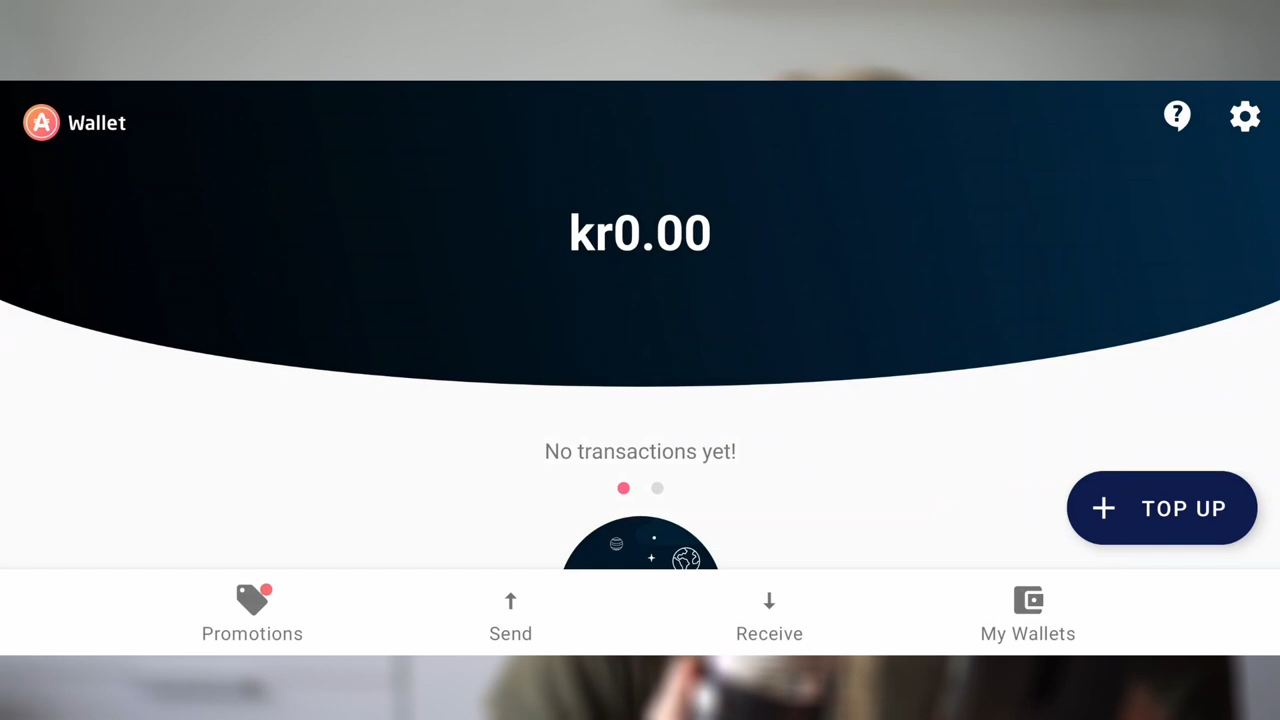 Wallet
kr0.00
No transactions yet!
TOP UP
Promotions
Send
Receive
My Wallets